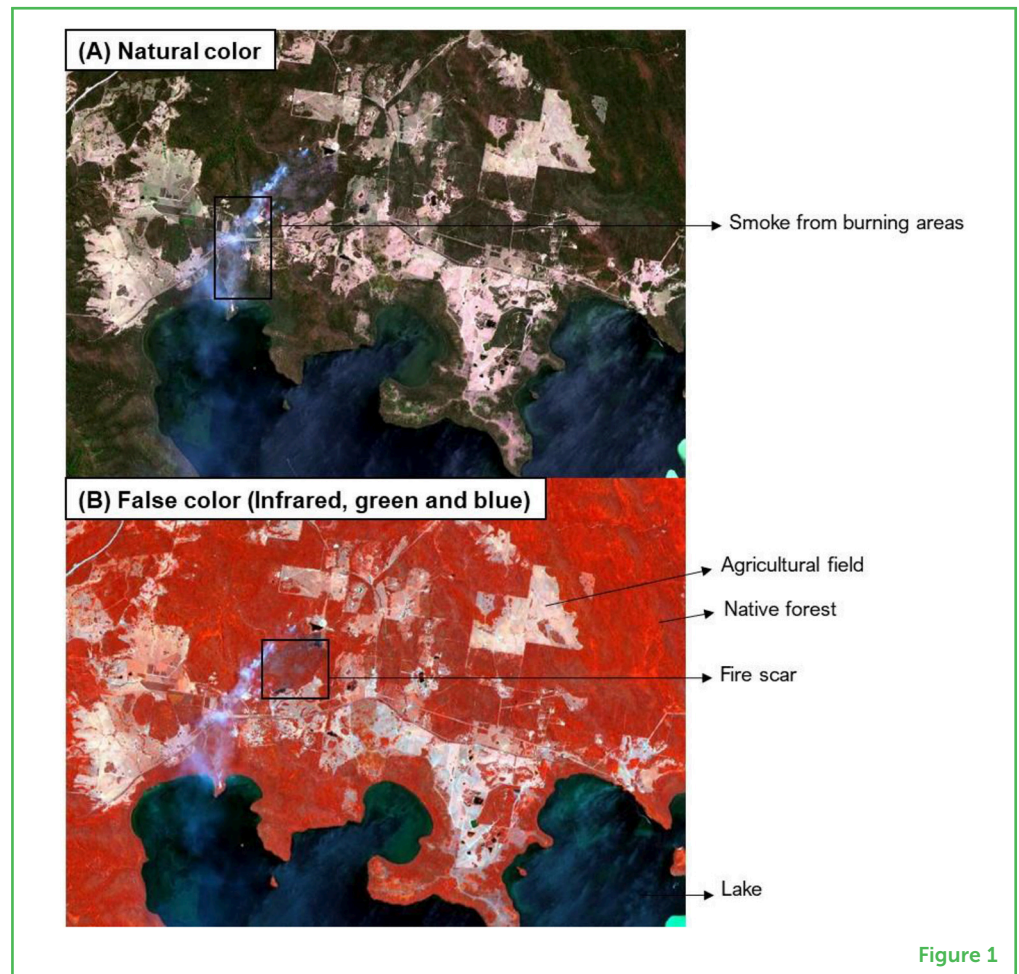 (A) Natural color
Smoke from burning areas
(B) False color (Infrared, green and blue)
Agricultural field
Native forest
Fire scar
Lake
Figure 1